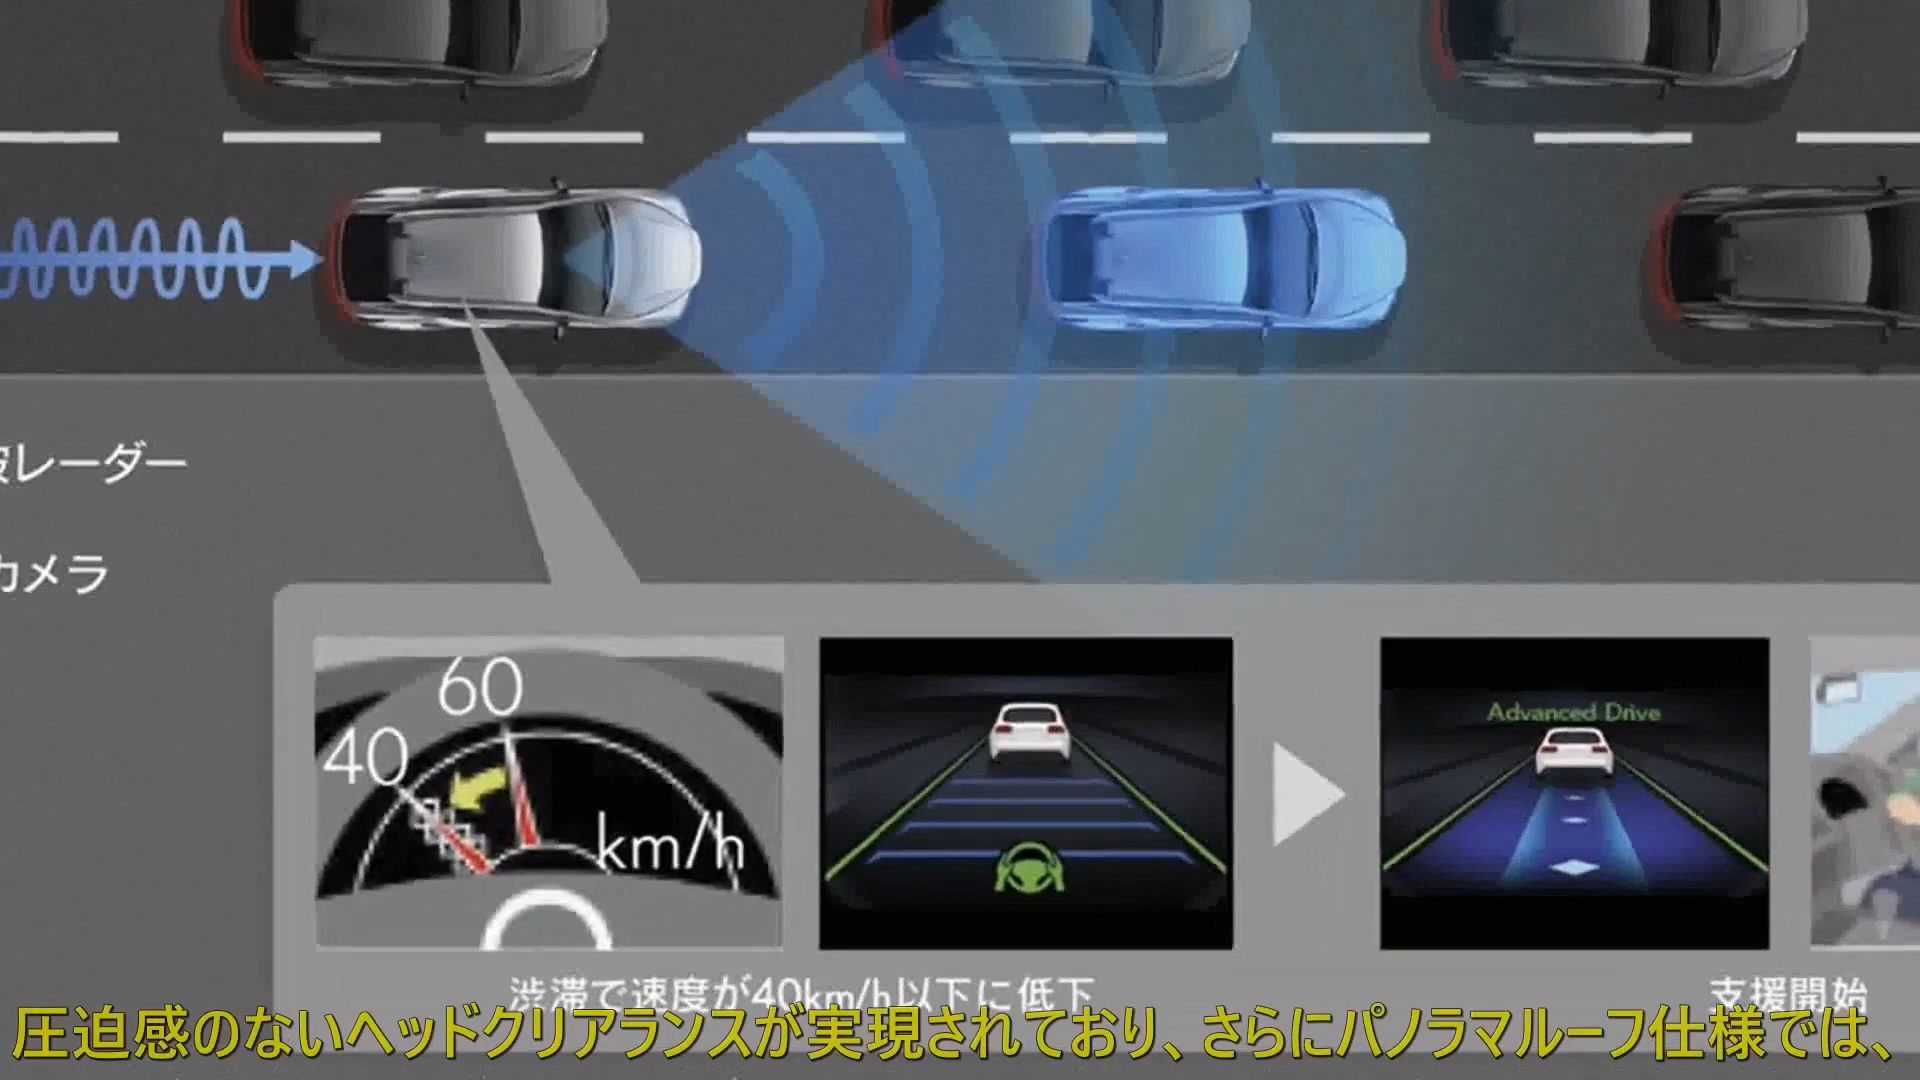 レーダー
カメラ
60
40
km/h
Advanced Drive
渋滞で速度が40km/h以下に低下
支援開始
圧迫感のないヘッドクリアランスが実現されており、さらにパノラマルーフ仕様では、